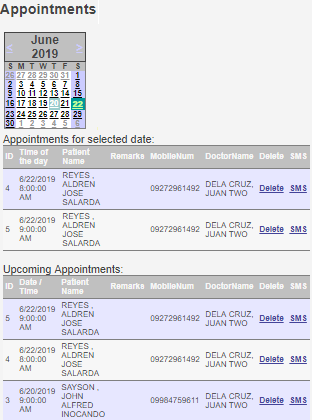 Appointments
< June 2019 >
S M T W T F S
26 27 28 29 30 31 1
2 3 4 5 6 7 8
9 10 11 12 13 14 15
16 17 18 19 20 21 22
23 24 25 26 27 28 29
30 1 2 3 4 5 6
Appointments for selected date:
ID Time of the day Patient Name Remarks MobileNum DoctorName Delete SMS
4 6/22/2019 8:00:00 AM REYES , ALDREN JOSE SALARDA 09272961492 DELA CRUZ, JUAN TWO Delete SMS
5 6/22/2019 9:00:00 AM REYES , ALDREN JOSE SALARDA 09272961492 DELA CRUZ, JUAN TWO Delete SMS
Upcoming Appointments:
ID Date / Time Patient Name Remarks MobileNum DoctorName Delete SMS
5 6/22/2019 9:00:00 AM REYES , ALDREN JOSE SALARDA 09272961492 DELA CRUZ, JUAN TWO Delete SMS
4 6/22/2019 8:00:00 AM REYES , ALDREN JOSE SALARDA 09272961492 DELA CRUZ, JUAN TWO Delete SMS
3 6/20/2019 9:00:00 AM SAYSON , JOHN ALFRED INOCANDO 09984759611 DELA CRUZ, JUAN TWO Delete SMS